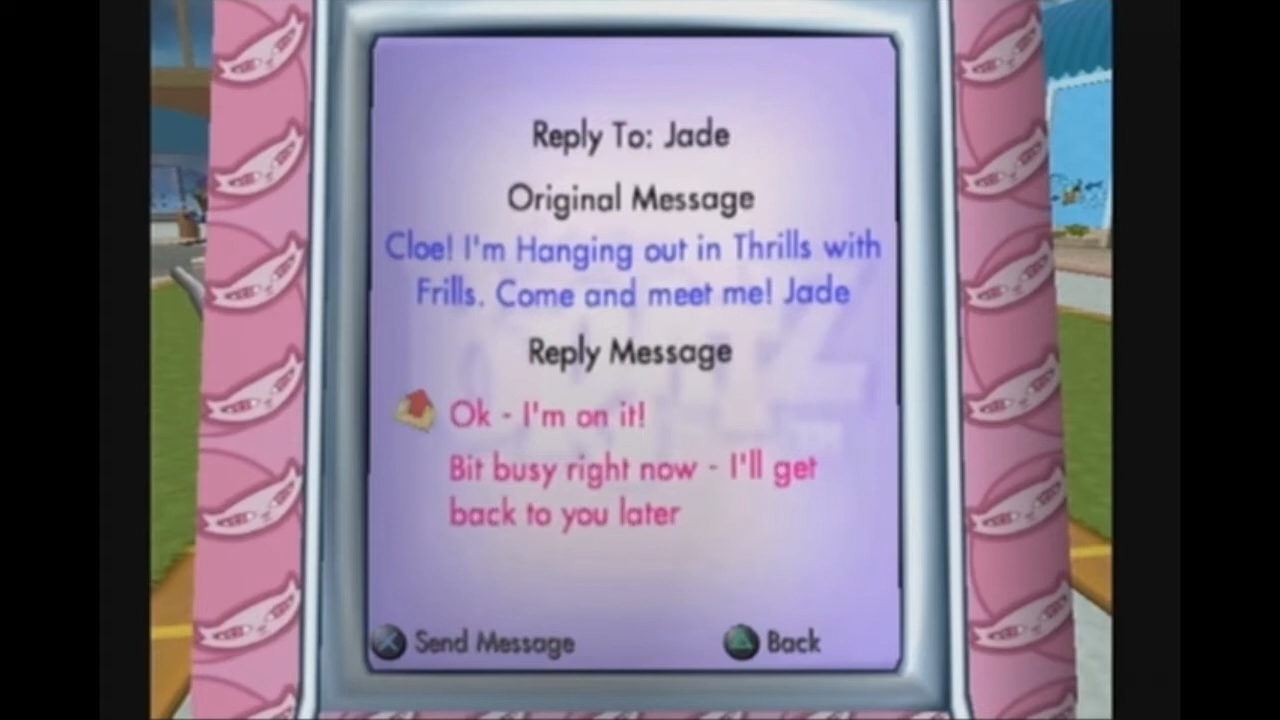 Reply To: Jade
Original Message
Cloe! I'm Hanging out in Thrills with
Frills. Come and meet me! Jade
Reply Message
Ok - I'm on it!
Bit busy right now - I'll get
back to you later
Send Message
Back